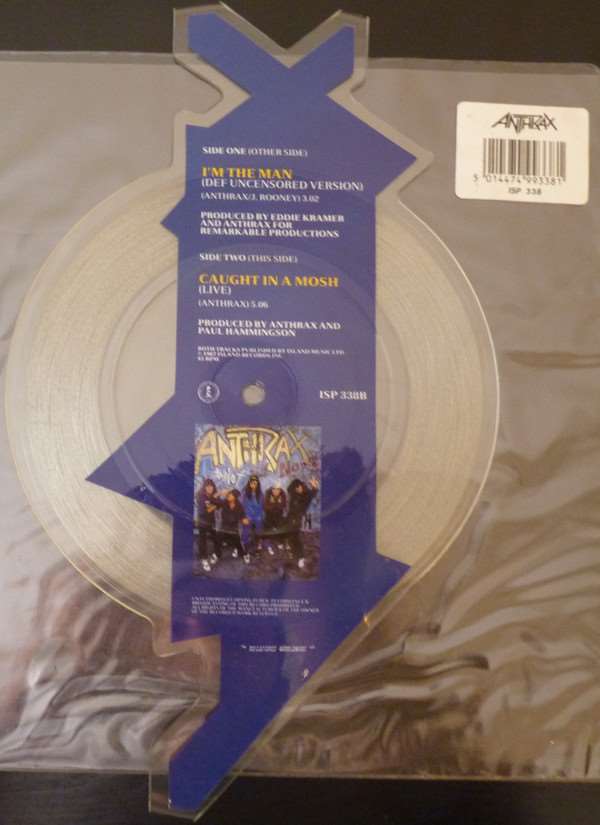 ANTHRAX
5 014474 993381
ISP 338
SIDE ONE (OTHER SIDE)
I'M THE MAN
(DEF UNCENSORED VERSION)
(ANTHRAX/J. ROONEY) 3.02
PRODUCED BY EDDIE KRAMER
AND ANTHRAX FOR
REMARKABLE PRODUCTIONS
SIDE TWO (THIS SIDE)
CAUGHT IN A MOSH
(LIVE)
(ANTHRAX) 5.06
PRODUCED BY ANTHRAX AND
PAUL HAMMINGSON
BOTH TRACKS PUBLISHED BY ISLAND MUSIC LTD.
© 1987 ISLAND RECORDS INC.
45 RPM
ISP 338B
ANTHRAX